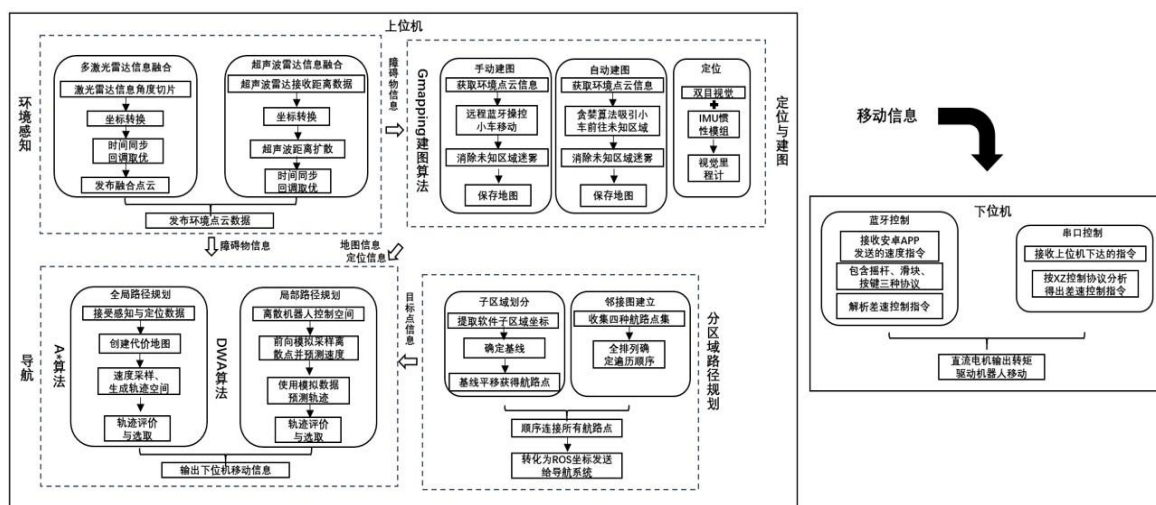 上位机
环境感知
多激光雷达信息融合
激光雷达信息角度切片
坐标转换
时间同步
回调取优
发布融合点云
超声波雷达信息融合
超声波雷达接收距离数据
坐标转换
超声波距离扩散
时间同步
回调取优
发布环境点云数据
障碍物信息
Gmapping建图算法
手动建图
获取环境点云信息
远程蓝牙操控
小车移动
消除未知区域迷雾
保存地图
自动建图
获取环境点云信息
贪婪算法吸引小
车前往未知区域
消除未知区域迷雾
保存地图
定位
双目视觉
IMU惯
性模组
视觉里
程计
定位与建图
障碍物信息
地图信息
定位信息
导航
A*算法
全局路径规划
接受感知与定位数据
创建代价地图
速度采样、
生成轨迹空间
轨迹评价
与选取
DWA算法
局部路径规划
离散机器人控制空间
前向模拟采样离
散点并预测速度
使用模拟数据
预测轨迹
轨迹评价
与选取
输出下位机移动信息
目标点信息
子区域划分
提取软件子区域坐标
确定基线
基线平移获得航路点
邻接图建立
收集四种航路点集
全排列确
定遍历顺序
顺序连接所有航路点
转化为ROS坐标发送
给导航系统
分区域路径规划
移动信息
下位机
蓝牙控制
接收安卓APP
发送的速度指令
包含摇杆、滑块、
按键三种协议
解析差速控制指令
串口控制
接收上位机下达的指令
按XZ控制协议分析
得出差速控制指令
直流电机输出转矩
驱动机器人移动